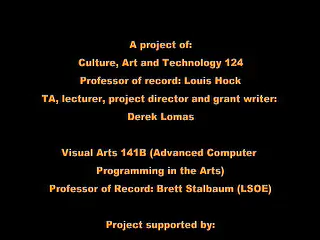 A project of:
Culture, Art and Technology 124
Professor of record: Louis Hock
TA, lecturer, project director and grant writer:
Derek Lomas
Visual Arts 141B (Advanced Computer
Programming in the Arts)
Professor of Record: Brett Stalbaum (LSOE)
Project supported by: